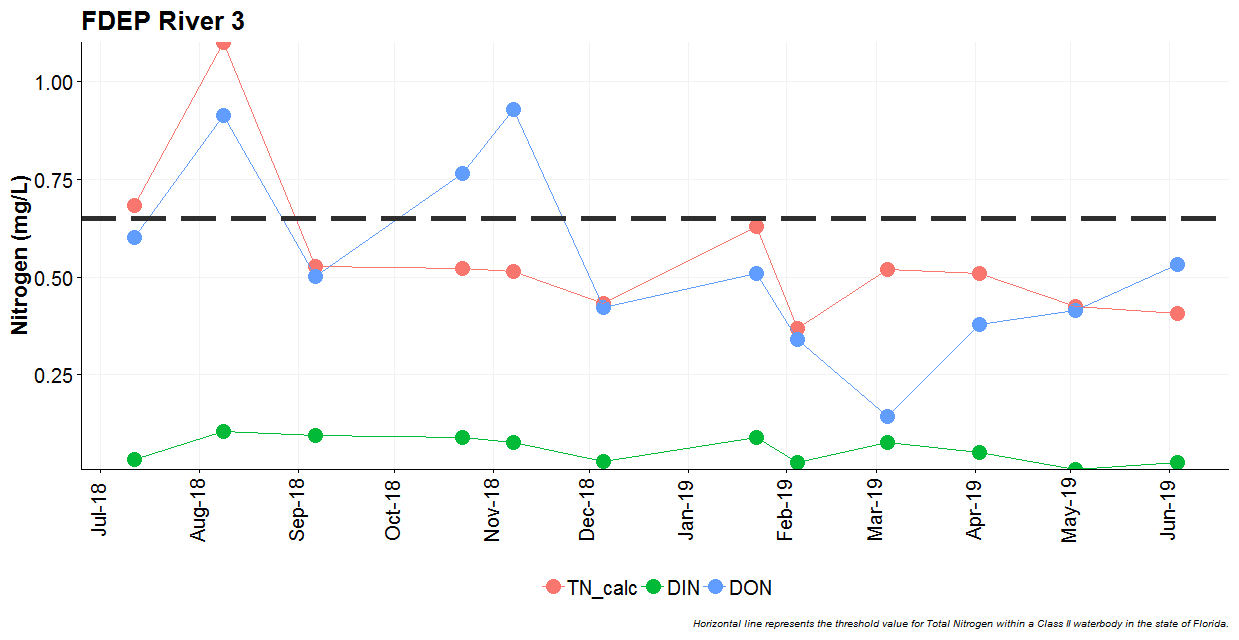 FDEP River 3
Nitrogen (mg/L)
1.00
0.75
0.50
0.25
Jul-18 Aug-18 Sep-18 Oct-18 Nov-18 Dec-18 Jan-19 Feb-19 Mar-19 Apr-19 May-19 Jun-19
TN_calc DIN DON
Horizontal line represents the threshold value for Total Nitrogen within a Class II waterbody in the state of Florida.